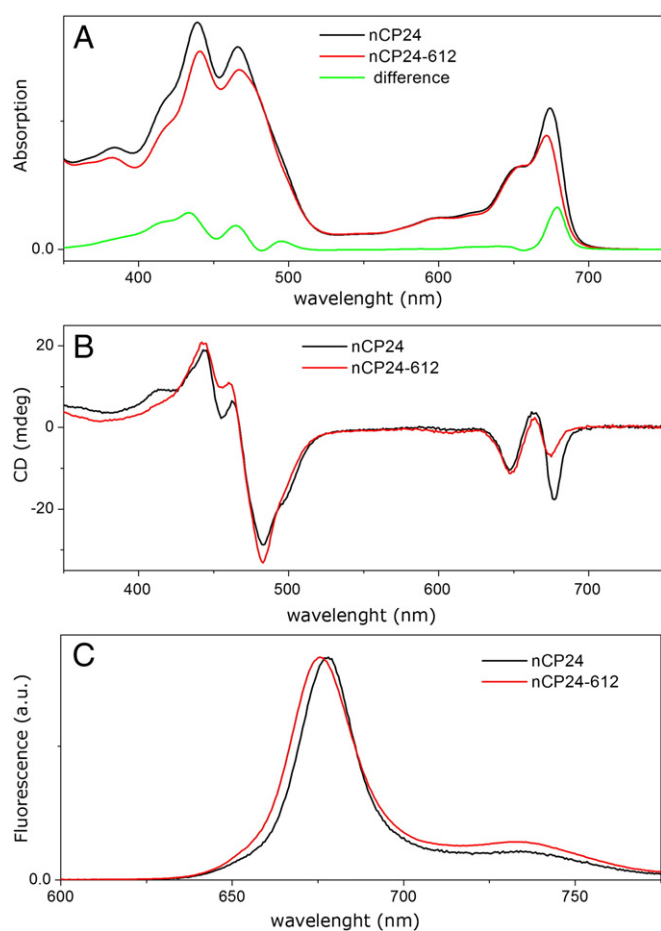 A
nCP24
nCP24-612
difference
Absorption
0.0
400 500 600 700
wavelenght (nm)
B
nCP24
nCP24-612
CD (mdeg)
20
0
-20
400 500 600 700
wavelenght (nm)
C
nCP24
nCP24-612
Fluorescence (a.u.)
0.0
600 650 700 750
wavelenght (nm)